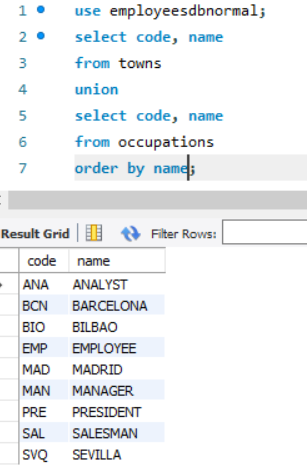 1 use employeesdbnormal;
2 select code, name
3 from towns
4 union
5 select code, name
6 from occupations
7 order by name;
Result Grid Filter Rows:
code name
ANA ANALYST
BCN BARCELONA
BIO BILBAO
EMP EMPLOYEE
MAD MADRID
MAN MANAGER
PRE PRESIDENT
SAL SALESMAN
SVQ SEVILLA